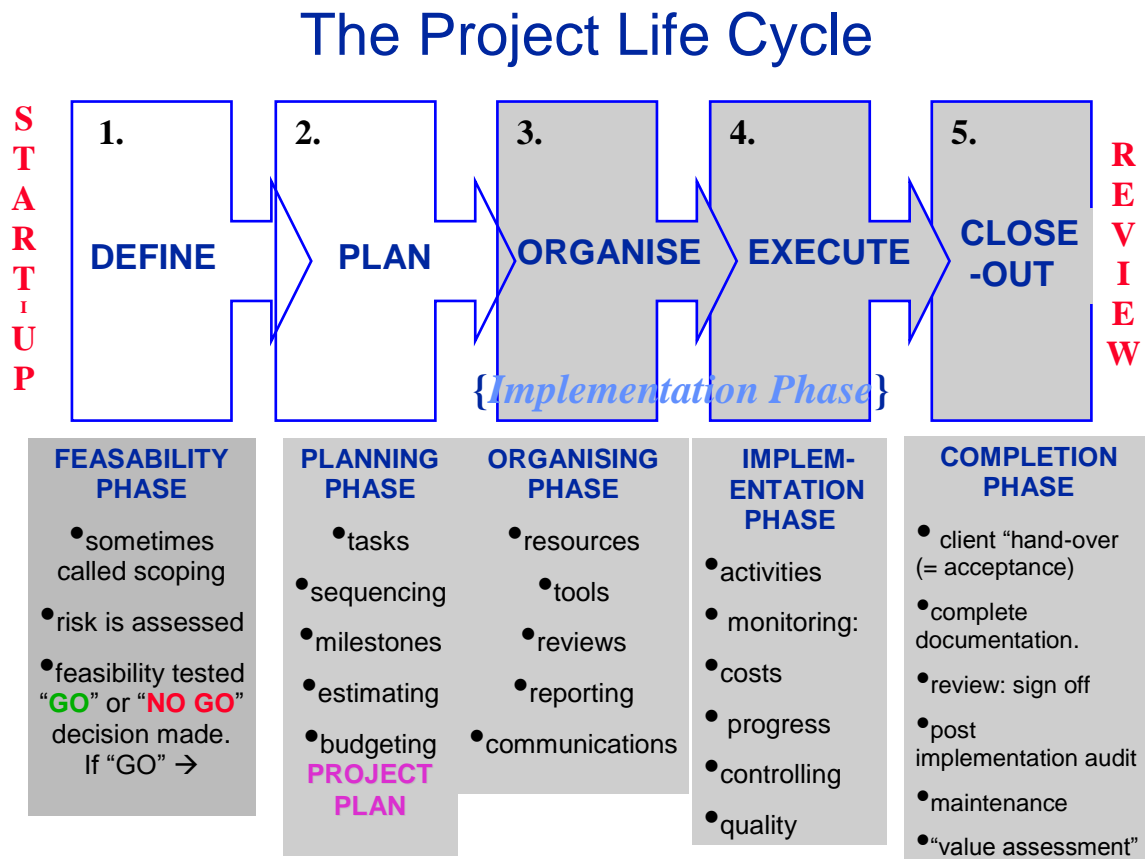 The Project Life Cycle
START-UP
1.
DEFINE
2.
PLAN
3.
ORGANISE
4.
EXECUTE
5.
CLOSE
-OUT
REVIEW
{Implementation Phase}
FEASABILITY
PHASE
•sometimes
called scoping
•risk is assessed
•feasibility tested
“GO” or “NO GO”
decision made.
If “GO” →
PLANNING
PHASE
•tasks
•sequencing
•milestones
•estimating
•budgeting
PROJECT
PLAN
ORGANISING
PHASE
•resources
•tools
•reviews
•reporting
•communications
IMPLEM-
ENTATION
PHASE
•activities
• monitoring:
•costs
• progress
•controlling
•quality
COMPLETION
PHASE
• client “hand-over
(= acceptance)
•complete
documentation.
•review: sign off
•post
implementation audit
•maintenance
•“value assessment”